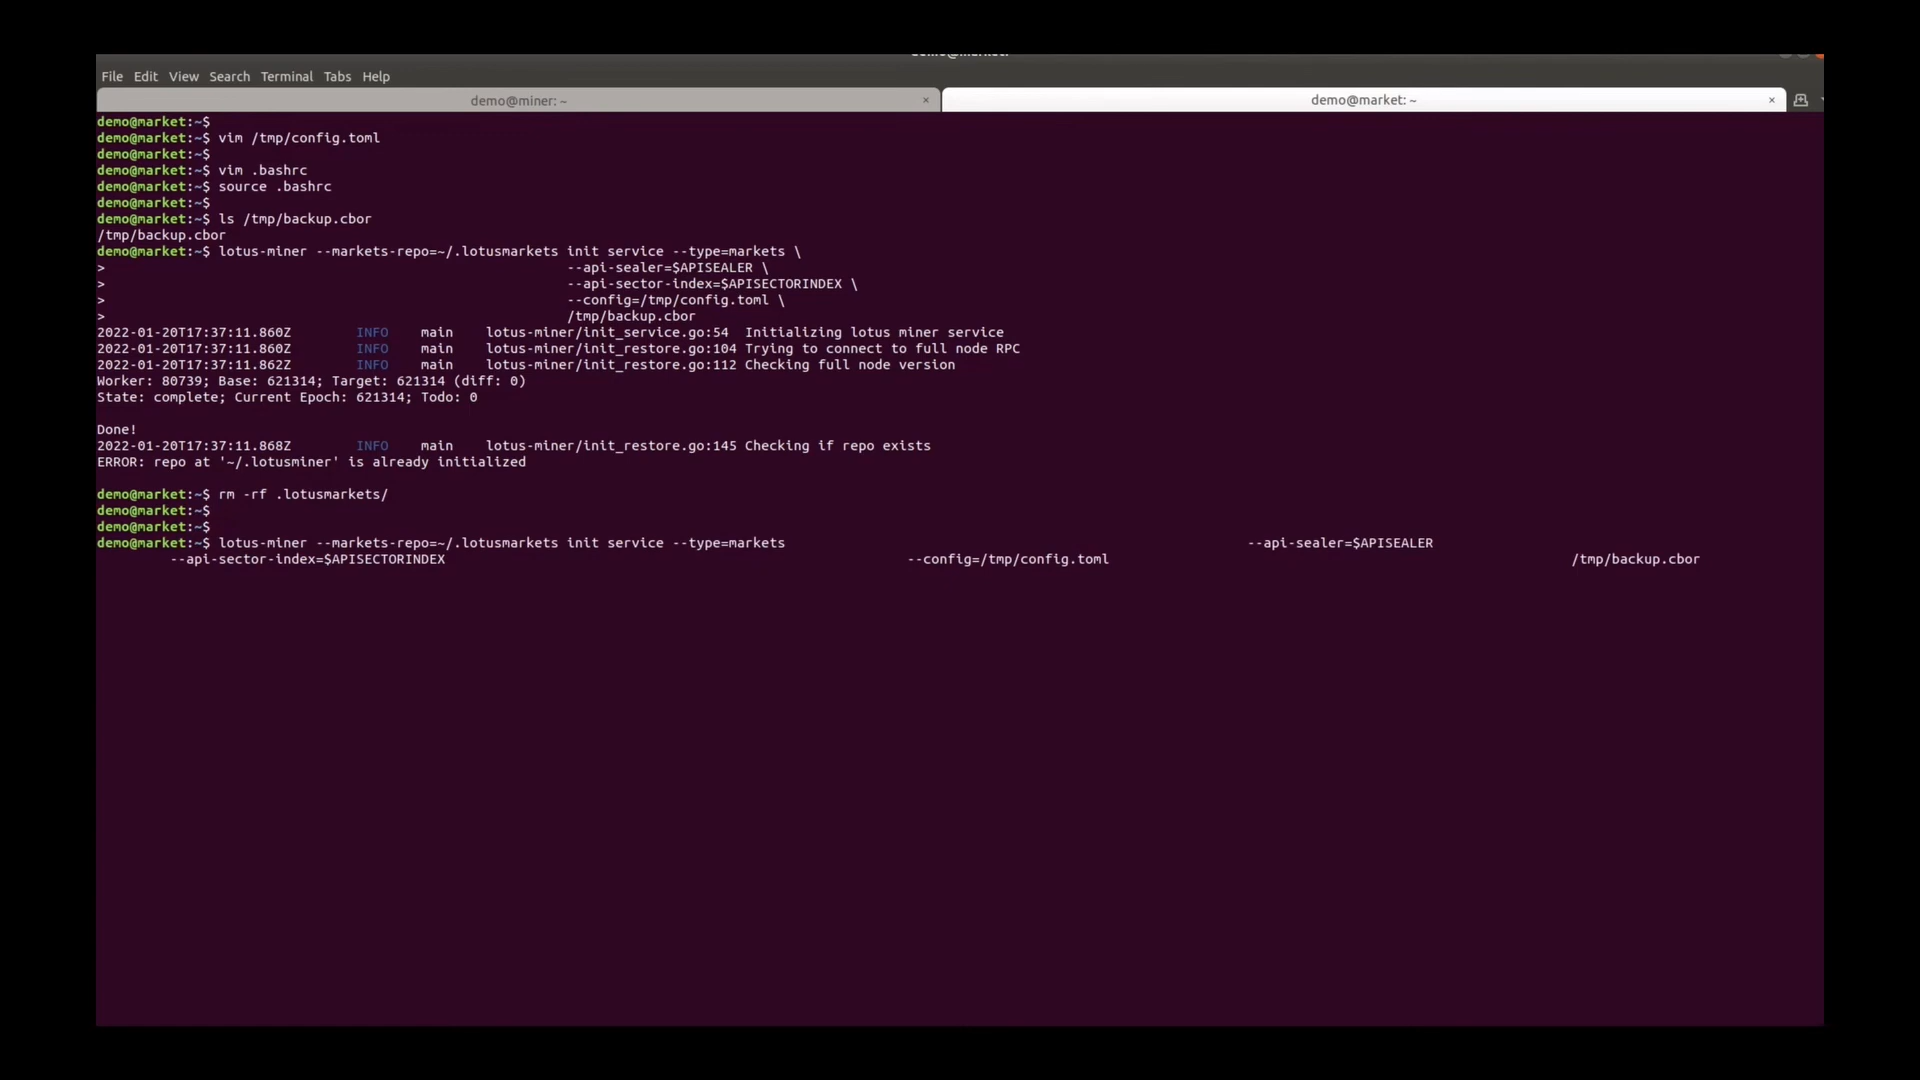 File Edit View Search Terminal Tabs Help
demo@miner: ~ × demo@market: ~ ×
demo@market:~$
demo@market:~$ vim /tmp/config.toml
demo@market:~$
demo@market:~$ vim .bashrc
demo@market:~$ source .bashrc
demo@market:~$
demo@market:~$ ls /tmp/backup.cbor
/tmp/backup.cbor
demo@market:~$ lotus-miner --markets-repo=~/.lotusmarkets init service --type=markets \
> --api-sealer=$APISEALER \
> --api-sector-index=$APISECTORINDEX \
> --config=/tmp/config.toml \
> /tmp/backup.cbor
2022-01-20T17:37:11.860Z INFO main lotus-miner/init_service.go:54 Initializing lotus miner service
2022-01-20T17:37:11.860Z INFO main lotus-miner/init_restore.go:104 Trying to connect to full node RPC
2022-01-20T17:37:11.862Z INFO main lotus-miner/init_restore.go:112 Checking full node version
Worker: 80739; Base: 621314; Target: 621314 (diff: 0)
State: complete; Current Epoch: 621314; Todo: 0
Done!
2022-01-20T17:37:11.868Z INFO main lotus-miner/init_restore.go:145 Checking if repo exists
ERROR: repo at '~/.lotusminer' is already initialized
demo@market:~$ rm -rf .lotusmarkets/
demo@market:~$
demo@market:~$
demo@market:~$ lotus-miner --markets-repo=~/.lotusmarkets init service --type=markets --api-sealer=$APISEALER
--api-sector-index=$APISECTORINDEX --config=/tmp/config.toml /tmp/backup.cbor